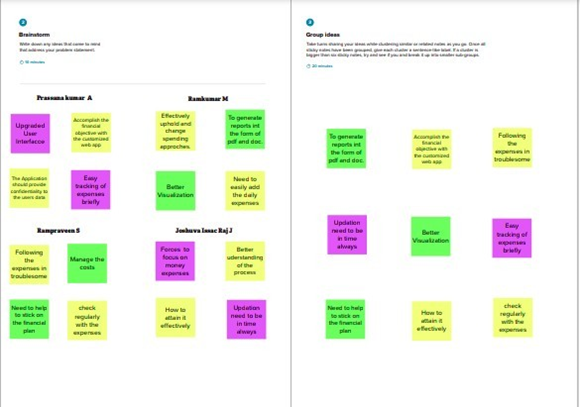 2
Brainstorm
Write down any ideas that come to mind
that address your problem statement.
10 minutes
Prasana kumar A
Upgraded
User
Interfacce
Accomplish the
financial
objective with
the customized
web app
The Application
should provide
confidentiality to
the users data
Easy
tracking of
expenses
briefly
Ramkumar M
Effectively
uphold and
change
spending
approches.
To generate
reports int
the form of
pdf and doc.
Better
Visualization
Need to
easily add
the daily
expenses
Rampraveen S
Following
the
expenses in
troublesome
Manage the
costs
Need to help
to stick on
the financial
plan
check
regularly
with the
expenses
Joshuva Issac Raj J
Forces to
focus on
money
expenses
Better
uderstanding
of the
process
How to
attain it
effectively
Updation
need to be
in time
always
3
Group ideas
Take turns sharing your ideas while clustering similar or related notes as you go. Once all
sticky notes have been grouped, give each cluster a sentence-like label. If a cluster is
bigger than six sticky notes, try and see if you and break it up into smaller sub-groups.
20 minutes
To generate
reports int
the form of
pdf and doc.
Accomplish the
financial
objective with
the customized
web app
Following
the
expenses in
troublesome
Updation
need to be
in time
always
Better
Visualization
Easy
tracking of
expenses
briefly
Need to help
to stick on
the financial
plan
How to
attain it
effectively
check
regularly
with the
expenses